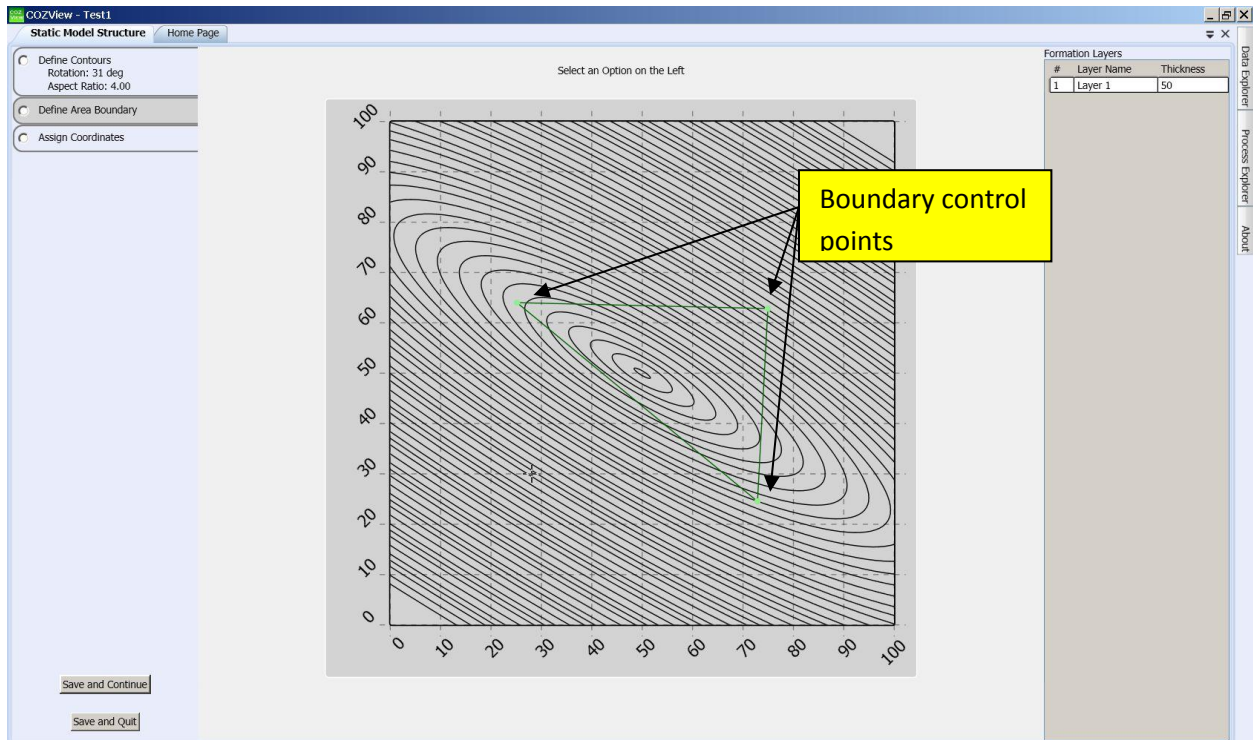 COZ View
COZView - Test1
Static Model Structure Home Page
Define Contours
Rotation: 31 deg
Aspect Ratio: 4.00
Define Area Boundary
Assign Coordinates
Save and Continue
Save and Quit
Select an Option on the Left
100
90
80
70
60
50
40
30
20
10
0
0 10 20 30 40 50 60 70 80 90 100
Boundary control
points
Formation Layers
# Layer Name Thickness
1 Layer 1 50
Data Explorer
Process Explorer
About